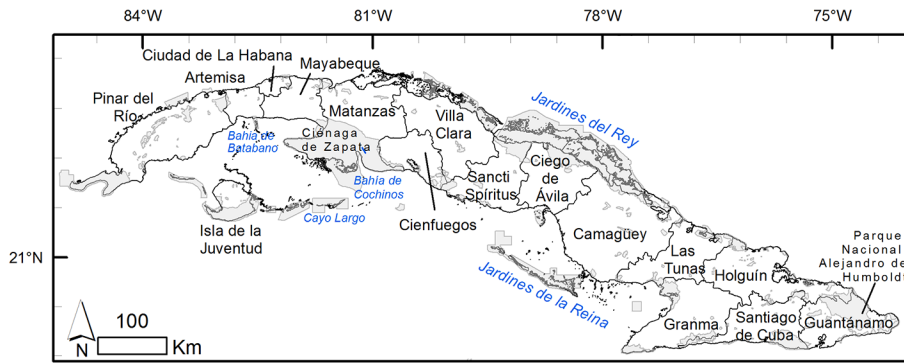 84°W
81°W
78°W
75°W
Ciudad de La Habana
Mayabeque
Artemisa
Pinar del
Río
Matanzas
Villa
Clara
Jardines del Rey
Bahía de
Batabano
Ciénaga
de Zapata
Ciego
de
Ávila
Sancti
Spíritus
Bahía de
Cochinos
Cayo Largo
Isla de la
Juventud
Cienfuegos
Camagüey
Parque
Nacional
Alejandro de
Humboldt
21°N
Las
Tunas
Holguín
Jardines de la Reina
Granma
Santiago
de Cuba
Guantánamo
100
N
Km